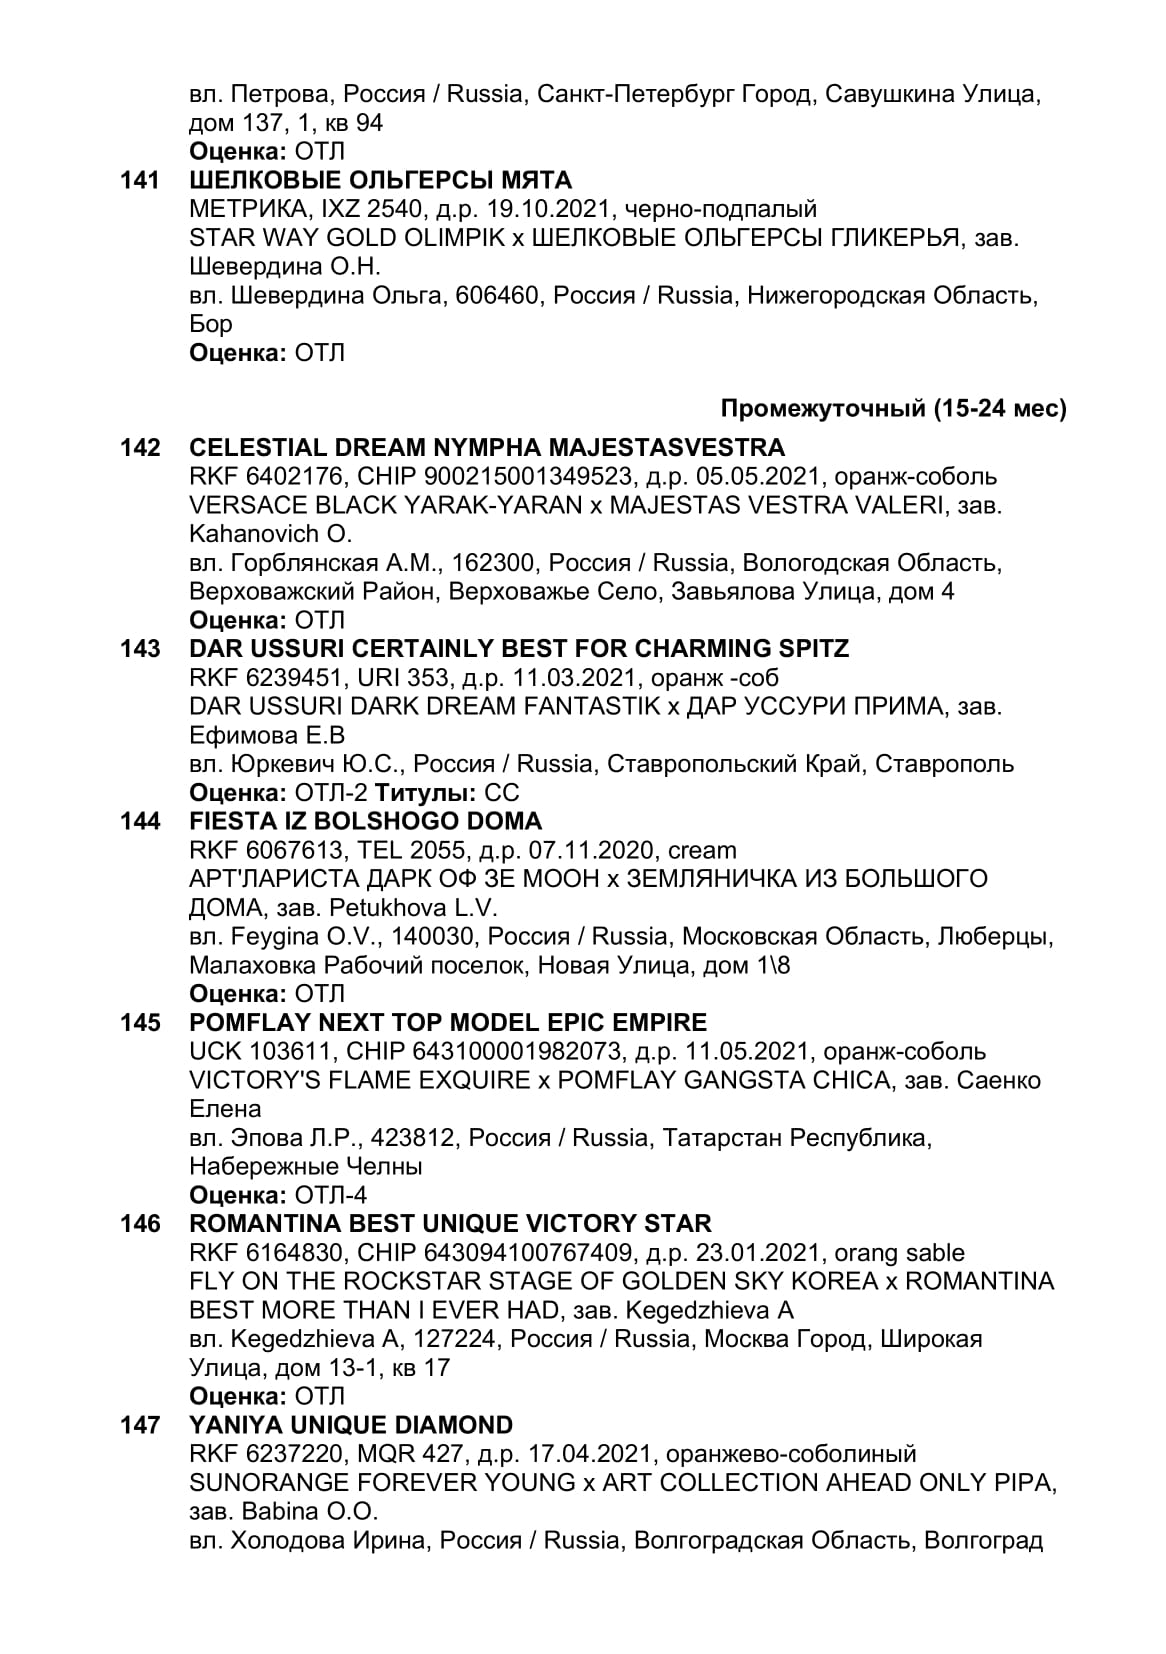 вл. Петрова, Россия / Russia, Санкт-Петербург Город, Савушкина Улица,
дом 137, 1, кв 94
Оценка: ОТЛ
141 ШЕЛКОВЫЕ ОЛЬГЕРСЫ МЯТА
МЕТРИКА, IXZ 2540, д.р. 19.10.2021, черно-подпалый
STAR WAY GOLD OLIMPIK x ШЕЛКОВЫЕ ОЛЬГЕРСЫ ГЛИКЕРЬЯ, зав.
Шевердина О.Н.
вл. Шевердина Ольга, 606460, Россия / Russia, Нижегородская Область,
Бор
Оценка: ОТЛ
Промежуточный (15-24 мес)
142 CELESTIAL DREAM NYMPHA MAJESTASVESTRA
RKF 6402176, CHIP 900215001349523, д.р. 05.05.2021, оранж-соболь
VERSACE BLACK YARAK-YARAN x MAJESTAS VESTRA VALERI, зав.
Kahanovich O.
вл. Горблянская А.М., 162300, Россия / Russia, Вологодская Область,
Верховажский Район, Верховажье Село, Завьялова Улица, дом 4
Оценка: ОТЛ
143 DAR USSURI CERTAINLY BEST FOR CHARMING SPITZ
RKF 6239451, URI 353, д.р. 11.03.2021, оранж -соб
DAR USSURI DARK DREAM FANTASTIK x ДАР УССУРИ ПРИМА, зав.
Ефимова Е.В
вл. Юркевич Ю.С., Россия / Russia, Ставропольский Край, Ставрополь
Оценка: ОТЛ-2 Титулы: СС
144 FIESTA IZ BOLSHOGO DOMA
RKF 6067613, TEL 2055, д.р. 07.11.2020, cream
АРТ'ЛАРИСТА ДАРК ОФ ЗЕ МООН x ЗЕМЛЯНИЧКА ИЗ БОЛЬШОГО
ДОМА, зав. Petukhova L.V.
вл. Feygina O.V., 140030, Россия / Russia, Московская Область, Люберцы,
Малаховка Рабочий поселок, Новая Улица, дом 1\8
Оценка: ОТЛ
145 POMFLAY NEXT TOP MODEL EPIC EMPIRE
UCK 103611, CHIP 643100001982073, д.р. 11.05.2021, оранж-соболь
VICTORY'S FLAME EXQUIRE x POMFLAY GANGSTA CHICA, зав. Саенко
Елена
вл. Эпова Л.Р., 423812, Россия / Russia, Татарстан Республика,
Набережные Челны
Оценка: ОТЛ-4
146 ROMANTINA BEST UNIQUE VICTORY STAR
RKF 6164830, CHIP 643094100767409, д.р. 23.01.2021, orang sable
FLY ON THE ROCKSTAR STAGE OF GOLDEN SKY KOREA x ROMANTINA
BEST MORE THAN I EVER HAD, зав. Kegedzhieva A
вл. Kegedzhieva A, 127224, Россия / Russia, Москва Город, Широкая
Улица, дом 13-1, кв 17
Оценка: ОТЛ
147 YANIYA UNIQUE DIAMOND
RKF 6237220, MQR 427, д.р. 17.04.2021, оранжево-соболиный
SUNORANGE FOREVER YOUNG x ART COLLECTION AHEAD ONLY PIPA,
зав. Babina O.O.
вл. Холодова Ирина, Россия / Russia, Волгоградская Область, Волгоград